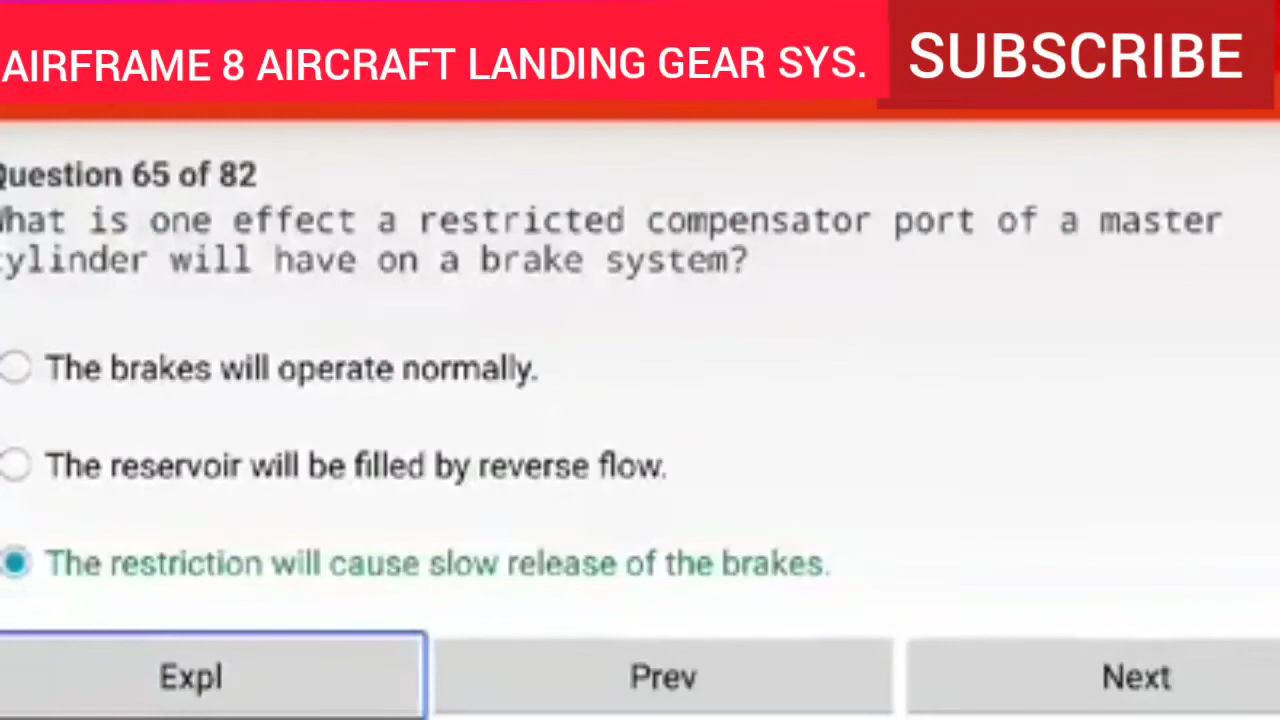 AIRFRAME 8 AIRCRAFT LANDING GEAR SYS.
SUBSCRIBE
Question 65 of 82
What is one effect a restricted compensator port of a master
cylinder will have on a brake system?
The brakes will operate normally.
The reservoir will be filled by reverse flow.
The restriction will cause slow release of the brakes.
Expl
Prev
Next